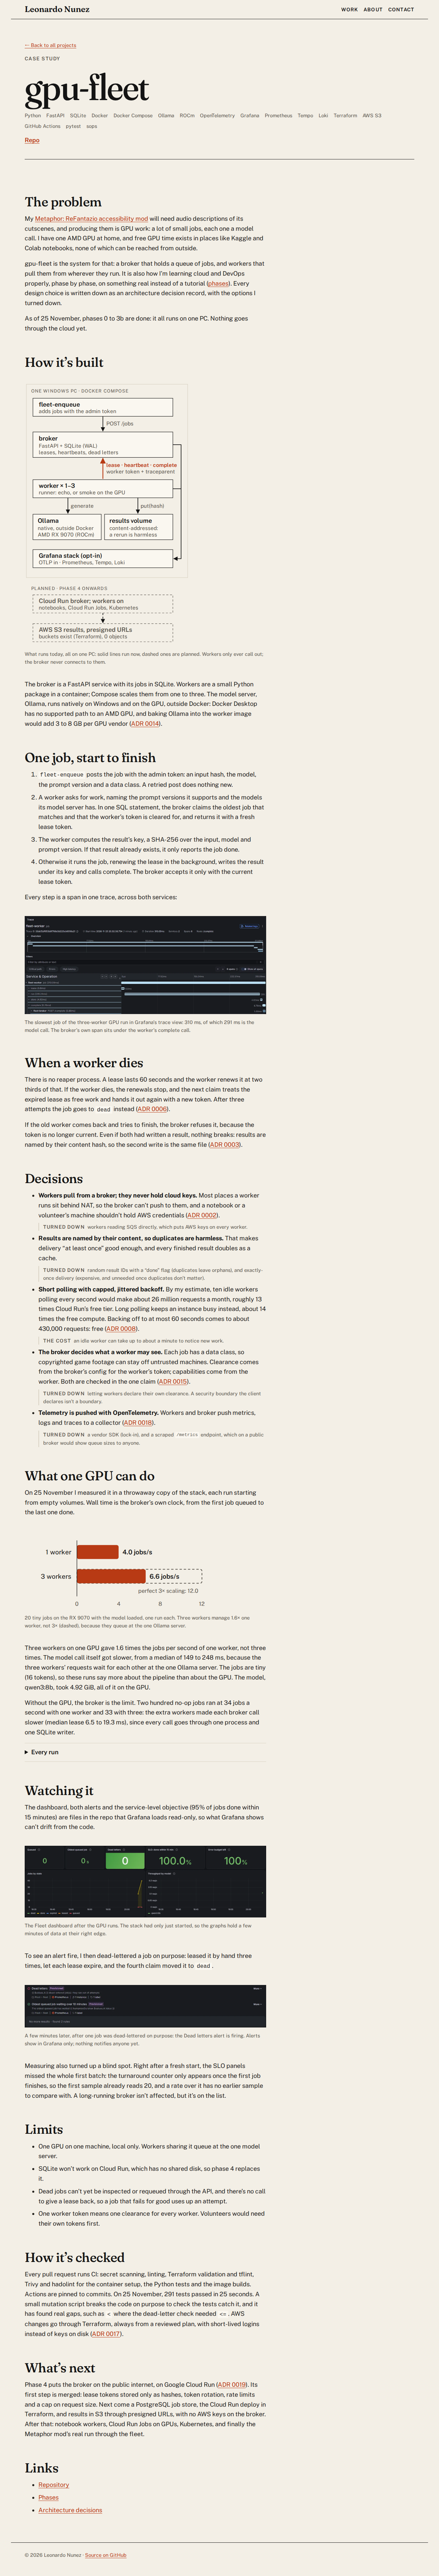 Leonardo Nunez
WORK ABOUT CONTACT
← Back to all projects
CASE STUDY
gpu-fleet
Python FastAPI SQLite Docker Docker Compose Ollama ROCm OpenTelemetry Grafana Prometheus Tempo Loki Terraform AWS S3
GitHub Actions pytest sops
Repo
The problem
My Metaphor: ReFantazio accessibility mod will need audio descriptions of its
cutscenes, and producing them is GPU work: a lot of small jobs, each one a model
call. I have one AMD GPU at home, and free GPU time exists in places like Kaggle and
Colab notebooks, none of which can be reached from outside.
gpu-fleet is the system for that: a broker that holds a queue of jobs, and workers that
pull them from wherever they run. It is also how I'm learning cloud and DevOps
properly, phase by phase, on something real instead of a tutorial (phases). Every
design choice is written down as an architecture decision record, with the options I
turned down.
As of 25 November, phases 0 to 3b are done: it all runs on one PC. Nothing goes
through the cloud yet.
How it's built
ONE WINDOWS PC · DOCKER COMPOSE
fleet-enqueue
adds jobs with the admin token
POST /jobs
broker
FastAPI + SQLite (WAL)
leases, heartbeats, dead letters
lease · heartbeat · complete
worker token + traceparent
worker × 1–3
runner: echo, or smoke on the GPU
generate
put(hash)
Ollama
native, outside Docker
AMD RX 9070 (ROCm)
results volume
content-addressed:
a rerun is harmless
Grafana stack (opt-in)
OTLP in · Prometheus, Tempo, Loki
PLANNED · PHASE 4 ONWARDS
Cloud Run broker; workers on
notebooks, Cloud Run Jobs, Kubernetes
AWS S3 results, presigned URLs
buckets exist (Terraform), 0 objects
What runs today, all on one PC: solid lines run now, dashed ones are planned. Workers only ever call out;
the broker never connects to them.
The broker is a FastAPI service with its jobs in SQLite. Workers are a small Python
package in a container; Compose scales them from one to three. The model server,
Ollama, runs natively on Windows and on the GPU, outside Docker: Docker Desktop
has no supported path to an AMD GPU, and baking Ollama into the worker image
would add 3 to 8 GB per GPU vendor (ADR 0014).
One job, start to finish
1. fleet-enqueue posts the job with the admin token: an input hash, the model,
the prompt version and a data class. A retried post does nothing new.
2. A worker asks for work, naming the prompt versions it supports and the models
its model server has. In one SQL statement, the broker claims the oldest job that
matches and that the worker's token is cleared for, and returns it with a fresh
lease token.
3. The worker computes the result's key, a SHA-256 over the input, model and
prompt version. If that result already exists, it only reports the job done.
4. Otherwise it runs the job, renewing the lease in the background, writes the result
under its key and calls complete. The broker accepts it only with the current
lease token.
Every step is a span in one trace, across both services:
The slowest job of the three-worker GPU run in Grafana's trace view: 310 ms, of which 291 ms is the
model call. The broker's own span sits under the worker's complete call.
When a worker dies
There is no reaper process. A lease lasts 60 seconds and the worker renews it at two
thirds of that. If the worker dies, the renewals stop, and the next claim treats the
expired lease as free work and hands it out again with a new token. After three
attempts the job goes to dead instead (ADR 0006).
If the old worker comes back and tries to finish, the broker refuses it, because the
token is no longer current. Even if both had written a result, nothing breaks: results are
named by their content hash, so the second write is the same file (ADR 0003).
Decisions
• Workers pull from a broker; they never hold cloud keys. Most places a worker
runs sit behind NAT, so the broker can't push to them, and a notebook or a
volunteer's machine shouldn't hold AWS credentials (ADR 0002).
TURNED DOWN workers reading SQS directly, which puts AWS keys on every worker.
• Results are named by their content, so duplicates are harmless. That makes
delivery "at least once" good enough, and every finished result doubles as a
cache.
TURNED DOWN random result IDs with a "done" flag (duplicates leave orphans), and exactly-
once delivery (expensive, and unneeded once duplicates don't matter).
• Short polling with capped, jittered backoff. By my estimate, ten idle workers
polling every second would make about 26 million requests a month, roughly 13
times Cloud Run's free tier. Long polling keeps an instance busy instead, about 14
times the free compute. Backing off to at most 60 seconds comes to about
430,000 requests: free (ADR 0008).
THE COST an idle worker can take up to about a minute to notice new work.
• The broker decides what a worker may see. Each job has a data class, so
copyrighted game footage can stay off untrusted machines. Clearance comes
from the broker's config for the worker's token; capabilities come from the
worker. Both are checked in the one claim (ADR 0015).
TURNED DOWN letting workers declare their own clearance. A security boundary the client
declares isn't a boundary.
• Telemetry is pushed with OpenTelemetry. Workers and broker push metrics,
logs and traces to a collector (ADR 0018).
TURNED DOWN a vendor SDK (lock-in), and a scraped /metrics endpoint, which on a public
broker would show queue sizes to anyone.
What one GPU can do
On 25 November I measured it in a throwaway copy of the stack, each run starting
from empty volumes. Wall time is the broker's own clock, from the first job queued to
the last one done.
1 worker
4.0 jobs/s
3 workers
6.6 jobs/s
perfect 3× scaling: 12.0
0 4 8 12
20 tiny jobs on the RX 9070 with the model loaded, one run each. Three workers manage 1.6× one
worker, not 3× (dashed), because they queue at the one Ollama server.
Three workers on one GPU gave 1.6 times the jobs per second of one worker, not three
times. The model call itself got slower, from a median of 149 to 248 ms, because the
three workers' requests wait for each other at the one Ollama server. The jobs are tiny
(16 tokens), so these runs say more about the pipeline than about the GPU. The model,
qwen3:8b, took 4.92 GiB, all of it on the GPU.
Without the GPU, the broker is the limit. Two hundred no-op jobs ran at 34 jobs a
second with one worker and 33 with three: the extra workers made each broker call
slower (median lease 6.5 to 19.3 ms), since every call goes through one process and
one SQLite writer.
▶ Every run
Watching it
The dashboard, both alerts and the service-level objective (95% of jobs done within
15 minutes) are files in the repo that Grafana loads read-only, so what Grafana shows
can't drift from the code.
0
0
0
100.0%
100%
The Fleet dashboard after the GPU runs. The stack had only just started, so the graphs hold a few
minutes of data at their right edge.
To see an alert fire, I then dead-lettered a job on purpose: leased it by hand three
times, let each lease expire, and the fourth claim moved it to dead.
A few minutes later, after one job was dead-lettered on purpose: the Dead letters alert is firing. Alerts
show in Grafana only; nothing notifies anyone yet.
Measuring also turned up a blind spot. Right after a fresh start, the SLO panels
missed the whole first batch: the turnaround counter only appears once the first job
finishes, so the first sample already reads 20, and a rate over it has no earlier sample
to compare with. A long-running broker isn't affected, but it's on the list.
Limits
• One GPU on one machine, local only. Workers sharing it queue at the one model
server.
• SQLite won't work on Cloud Run, which has no shared disk, so phase 4 replaces
it.
• Dead jobs can't yet be inspected or requeued through the API, and there's no call
to give a lease back, so a job that fails for good uses up an attempt.
• One worker token means one clearance for every worker. Volunteers would need
their own tokens first.
How it's checked
Every pull request runs CI: secret scanning, linting, Terraform validation and tflint,
Trivy and hadolint for the container setup, the Python tests and the image builds.
Actions are pinned to commits. On 25 November, 291 tests passed in 25 seconds. A
small mutation script breaks the code on purpose to check the tests catch it, and it
has found real gaps, such as < where the dead-letter check needed <=. AWS
changes go through Terraform, always from a reviewed plan, with short-lived logins
instead of keys on disk (ADR 0017).
What's next
Phase 4 puts the broker on the public internet, on Google Cloud Run (ADR 0019). Its
first step is merged: lease tokens stored only as hashes, token rotation, rate limits
and a cap on request size. Next come a PostgreSQL job store, the Cloud Run deploy in
Terraform, and results in S3 through presigned URLs, with no AWS keys on the broker.
After that: notebook workers, Cloud Run Jobs on GPUs, Kubernetes, and finally the
Metaphor mod's real run through the fleet.
Links
• Repository
• Phases
• Architecture decisions
© 2026 Leonardo Nunez · Source on GitHub